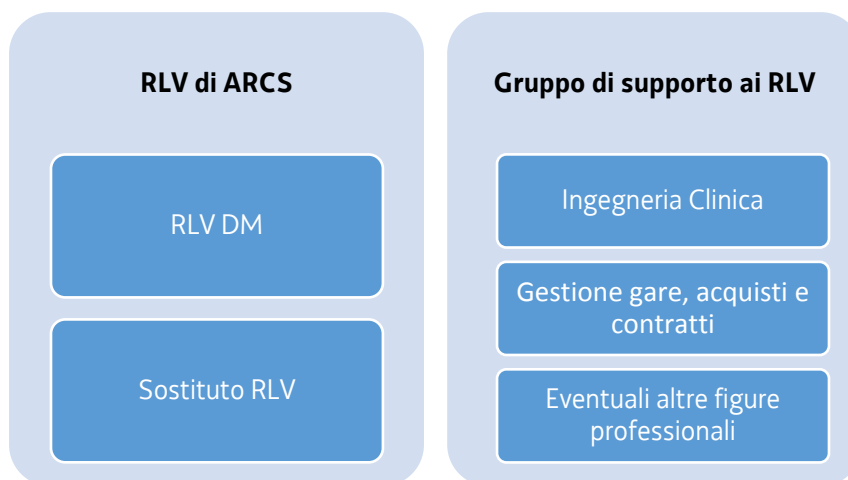 RLV di ARCS
RLV DM
Sostituto RLV
Gruppo di supporto ai RLV
Ingegneria Clinica
Gestione gare, acquisti e
contratti
Eventuali altre figure
professionali